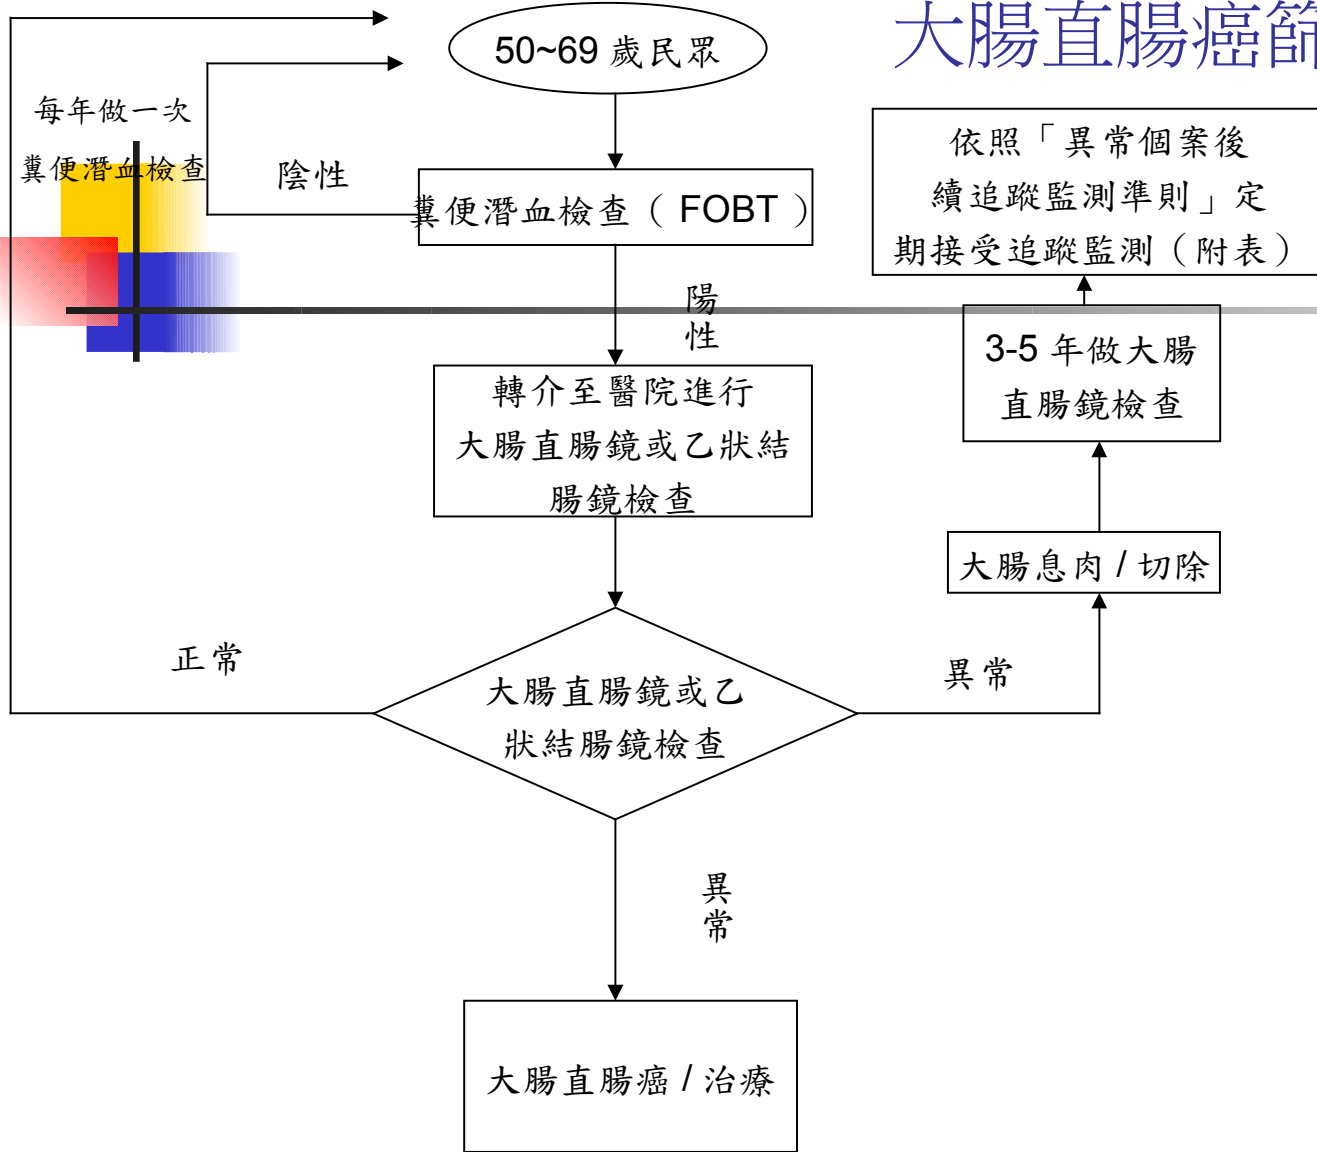 大腸直腸癌篩
50~69 歲民眾
每年做一次
糞便潛血檢查
陰性
糞便潛血檢查（ FOBT ）
依照「異常個案後
續追蹤監測準則」定
期接受追蹤監測（附表）
陽
性
3-5 年做大腸
直腸鏡檢查
轉介至醫院進行
大腸直腸鏡或乙狀結
腸鏡檢查
大腸息肉 / 切除
正常
異常
大腸直腸鏡或乙
狀結腸鏡檢查
異
常
大腸直腸癌 / 治療